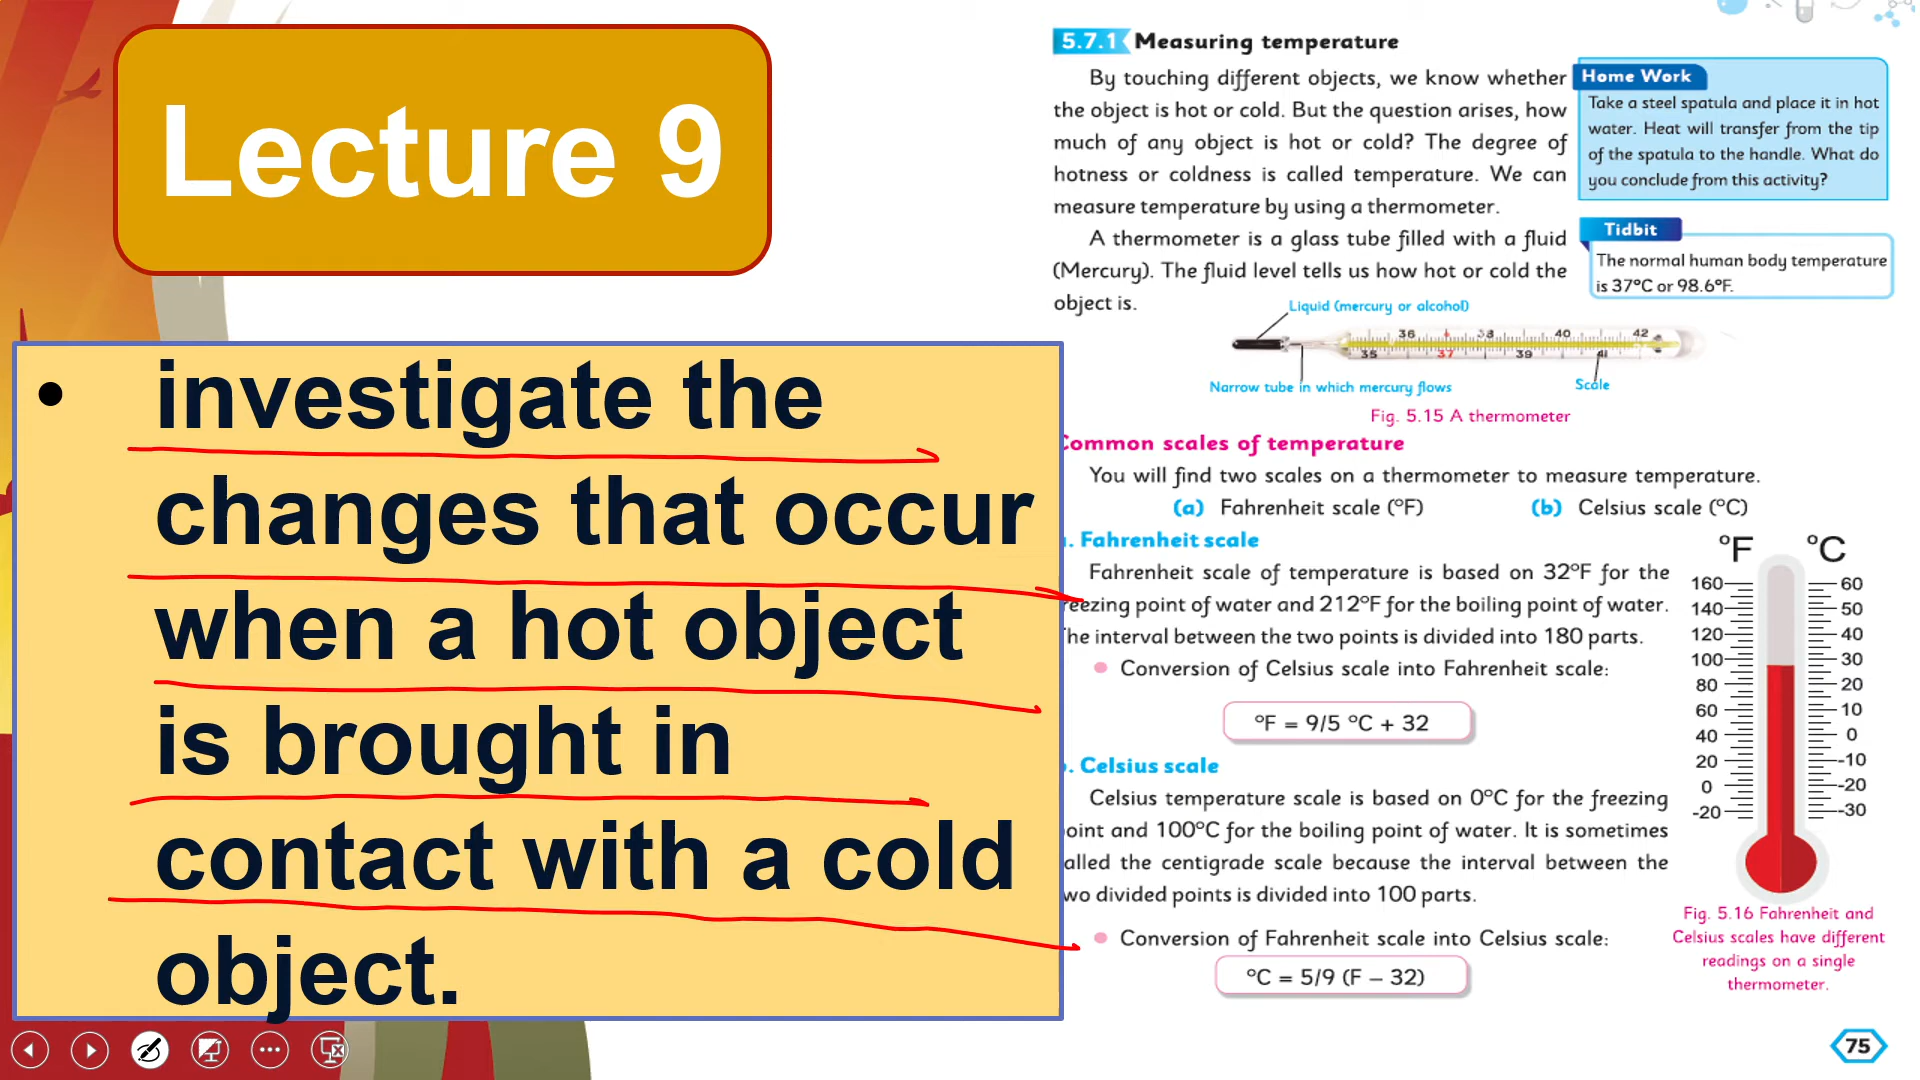 Lecture 9
• investigate the
changes that occur
when a hot object
is brought in
contact with a cold
object.
5.7.1 Measuring temperature
By touching different objects, we know whether
the object is hot or cold. But the question arises, how
much of any object is hot or cold? The degree of
hotness or coldness is called temperature. We can
measure temperature by using a thermometer.
A thermometer is a glass tube filled with a fluid
(Mercury). The fluid level tells us how hot or cold the
object is.
Home Work
Take a steel spatula and place it in hot
water. Heat will transfer from the tip
of the spatula to the handle. What do
you conclude from this activity?
Tidbit
The normal human body temperature
is 37°C or 98.6°F.
Liquid (mercury or alcohol)
36 38 40 42
35 37 39 41
Narrow tube in which mercury flows
Scale
Fig. 5.15 A thermometer
Common scales of temperature
You will find two scales on a thermometer to measure temperature.
(a) Fahrenheit scale (°F) (b) Celsius scale (°C)
. Fahrenheit scale
Fahrenheit scale of temperature is based on 32°F for the
reezing point of water and 212°F for the boiling point of water.
The interval between the two points is divided into 180 parts.
Conversion of Celsius scale into Fahrenheit scale:
°F = 9/5 °C + 32
. Celsius scale
Celsius temperature scale is based on 0°C for the freezing
oint and 100°C for the boiling point of water. It is sometimes
alled the centigrade scale because the interval between the
wo divided points is divided into 100 parts.
Conversion of Fahrenheit scale into Celsius scale:
°C = 5/9 (F – 32)
°F °C
160 60
140 50
120 40
100 30
80 20
60 10
40 0
20 -10
0 -20
-20 -30
Fig. 5.16 Fahrenheit and
Celsius scales have different
readings on a single
thermometer.
75